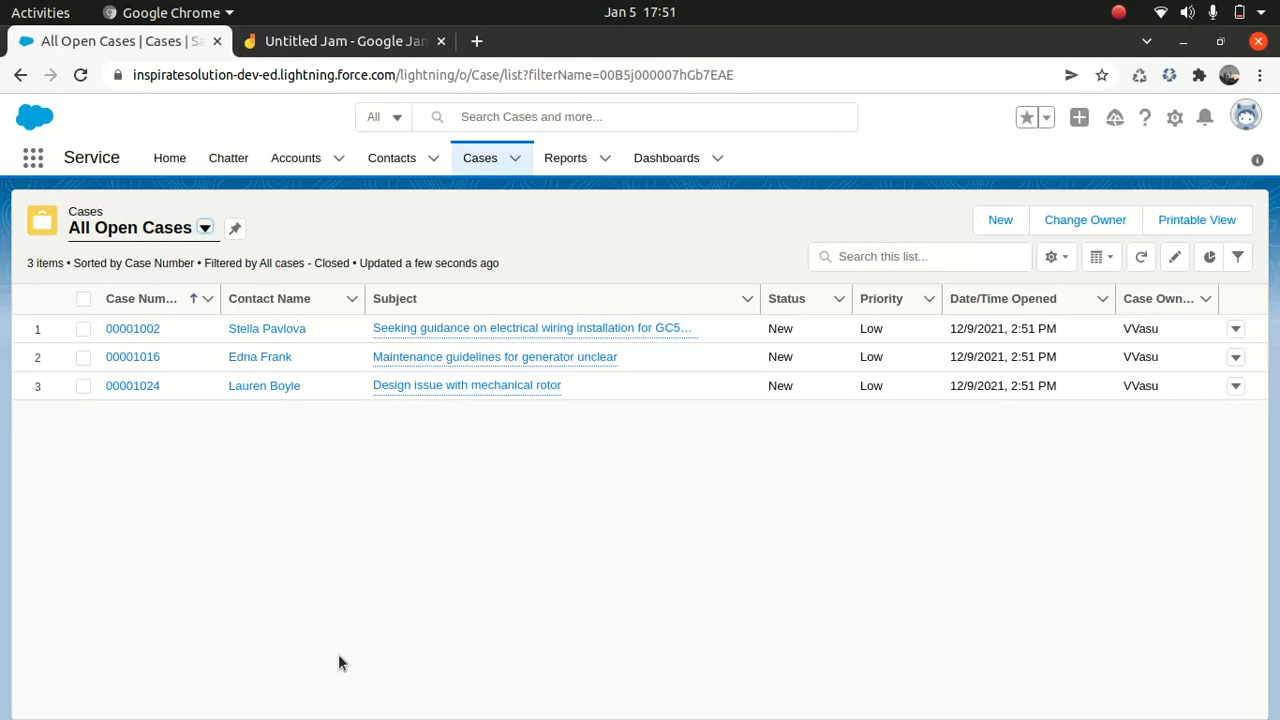 Activities Google Chrome Jan 5 17:51
All Open Cases | Cases | Sa Untitled Jam - Google Jan
inspiratesolution-dev-ed.lightning.force.com/lightning/o/Case/list?filterName=00B5j000007hGb7EAE
All Search Cases and more...
Service Home Chatter Accounts Contacts Cases Reports Dashboards
Cases
All Open Cases
New Change Owner Printable View
3 items • Sorted by Case Number • Filtered by All cases - Closed • Updated a few seconds ago
Search this list...
Case Num... Contact Name Subject Status Priority Date/Time Opened Case Own...
1 00001002 Stella Pavlova Seeking guidance on electrical wiring installation for GC5... New Low 12/9/2021, 2:51 PM VVasu
2 00001016 Edna Frank Maintenance guidelines for generator unclear New Low 12/9/2021, 2:51 PM VVasu
3 00001024 Lauren Boyle Design issue with mechanical rotor New Low 12/9/2021, 2:51 PM VVasu